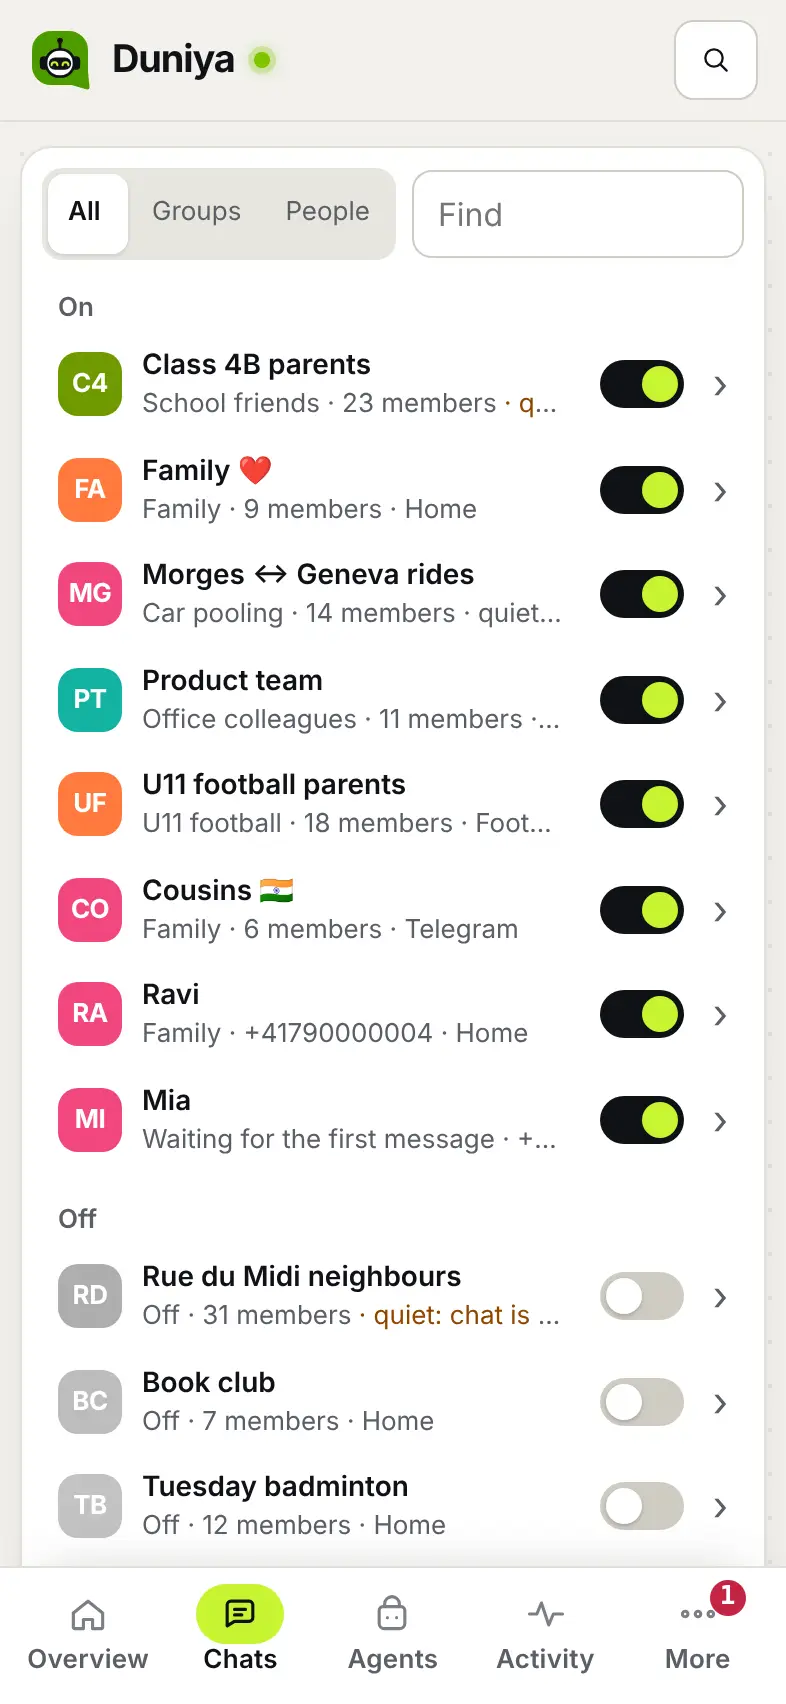 Duniya
All Groups People Find
On
C4 Class 4B parents
School friends · 23 members · q...
FA Family ❤️
Family · 9 members · Home
MG Morges ↔ Geneva rides
Car pooling · 14 members · quiet...
PT Product team
Office colleagues · 11 members ·...
UF U11 football parents
U11 football · 18 members · Foot...
CO Cousins 🇮🇳
Family · 6 members · Telegram
RA Ravi
Family · +41790000004 · Home
MI Mia
Waiting for the first message · +...
Off
RD Rue du Midi neighbours
Off · 31 members · quiet: chat is ...
BC Book club
Off · 7 members · Home
TB Tuesday badminton
Off · 12 members · Home
1
Overview Chats Agents Activity More